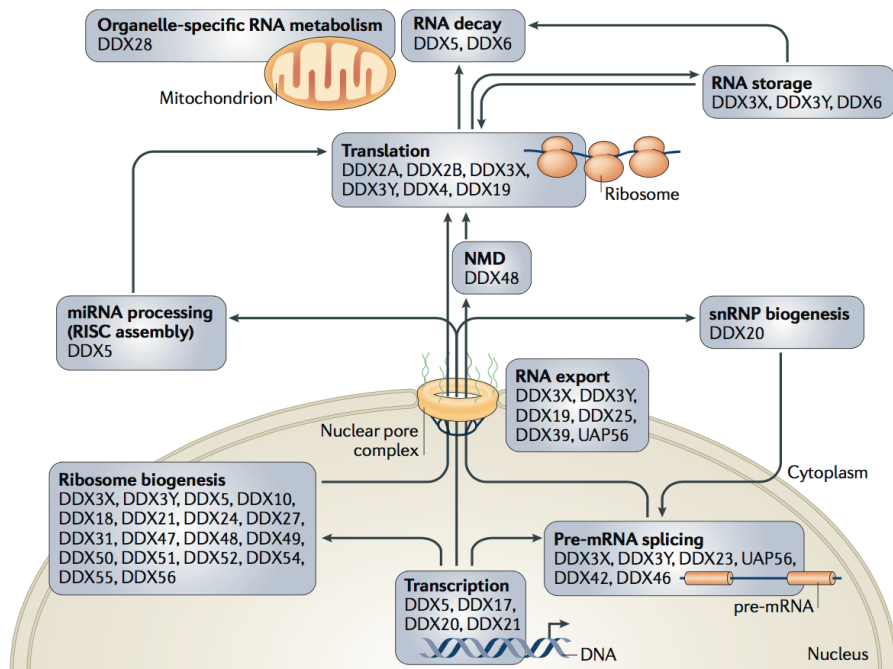 Organelle-specific RNA metabolism
DDX28
Mitochondrion
RNA decay
DDX5, DDX6
RNA storage
DDX3X, DDX3Y, DDX6
Translation
DDX2A, DDX2B, DDX3X,
DDX3Y, DDX4, DDX19
Ribosome
NMD
DDX48
miRNA processing
(RISC assembly)
DDX5
snRNP biogenesis
DDX20
RNA export
DDX3X, DDX3Y,
DDX19, DDX25,
DDX39, UAP56
Nuclear pore
complex
Cytoplasm
Ribosome biogenesis
DDX3X, DDX3Y, DDX5, DDX10,
DDX18, DDX21, DDX24, DDX27,
DDX31, DDX47, DDX48, DDX49,
DDX50, DDX51, DDX52, DDX54,
DDX55, DDX56
Pre-mRNA splicing
DDX3X, DDX3Y, DDX23, UAP56,
DDX42, DDX46
pre-mRNA
Transcription
DDX5, DDX17,
DDX20, DDX21
DNA
Nucleus